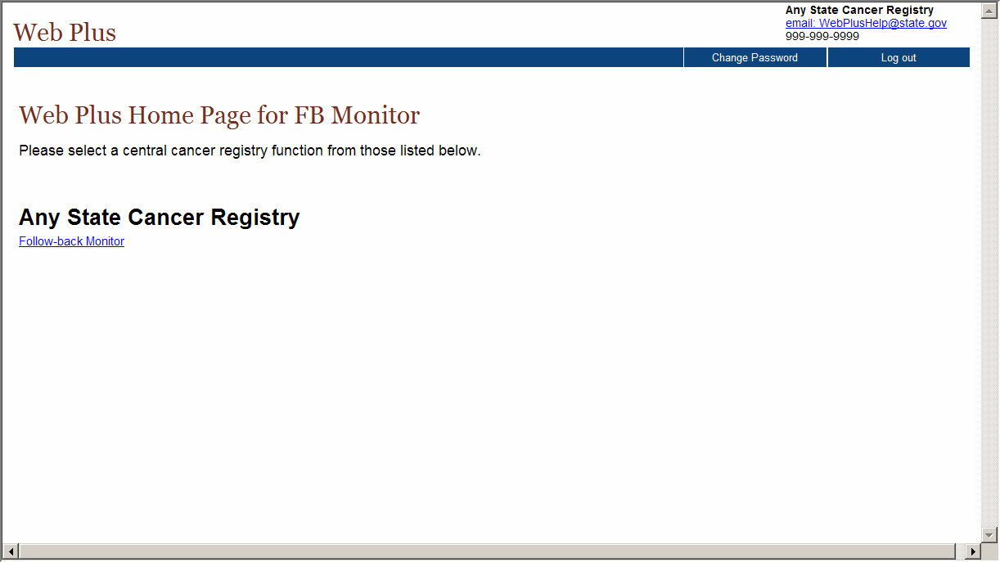 Web Plus
Any State Cancer Registry
email: WebPlusHelp@state.gov
999-999-9999
Change Password
Log out
Web Plus Home Page for FB Monitor
Please select a central cancer registry function from those listed below.
Any State Cancer Registry
Follow-back Monitor